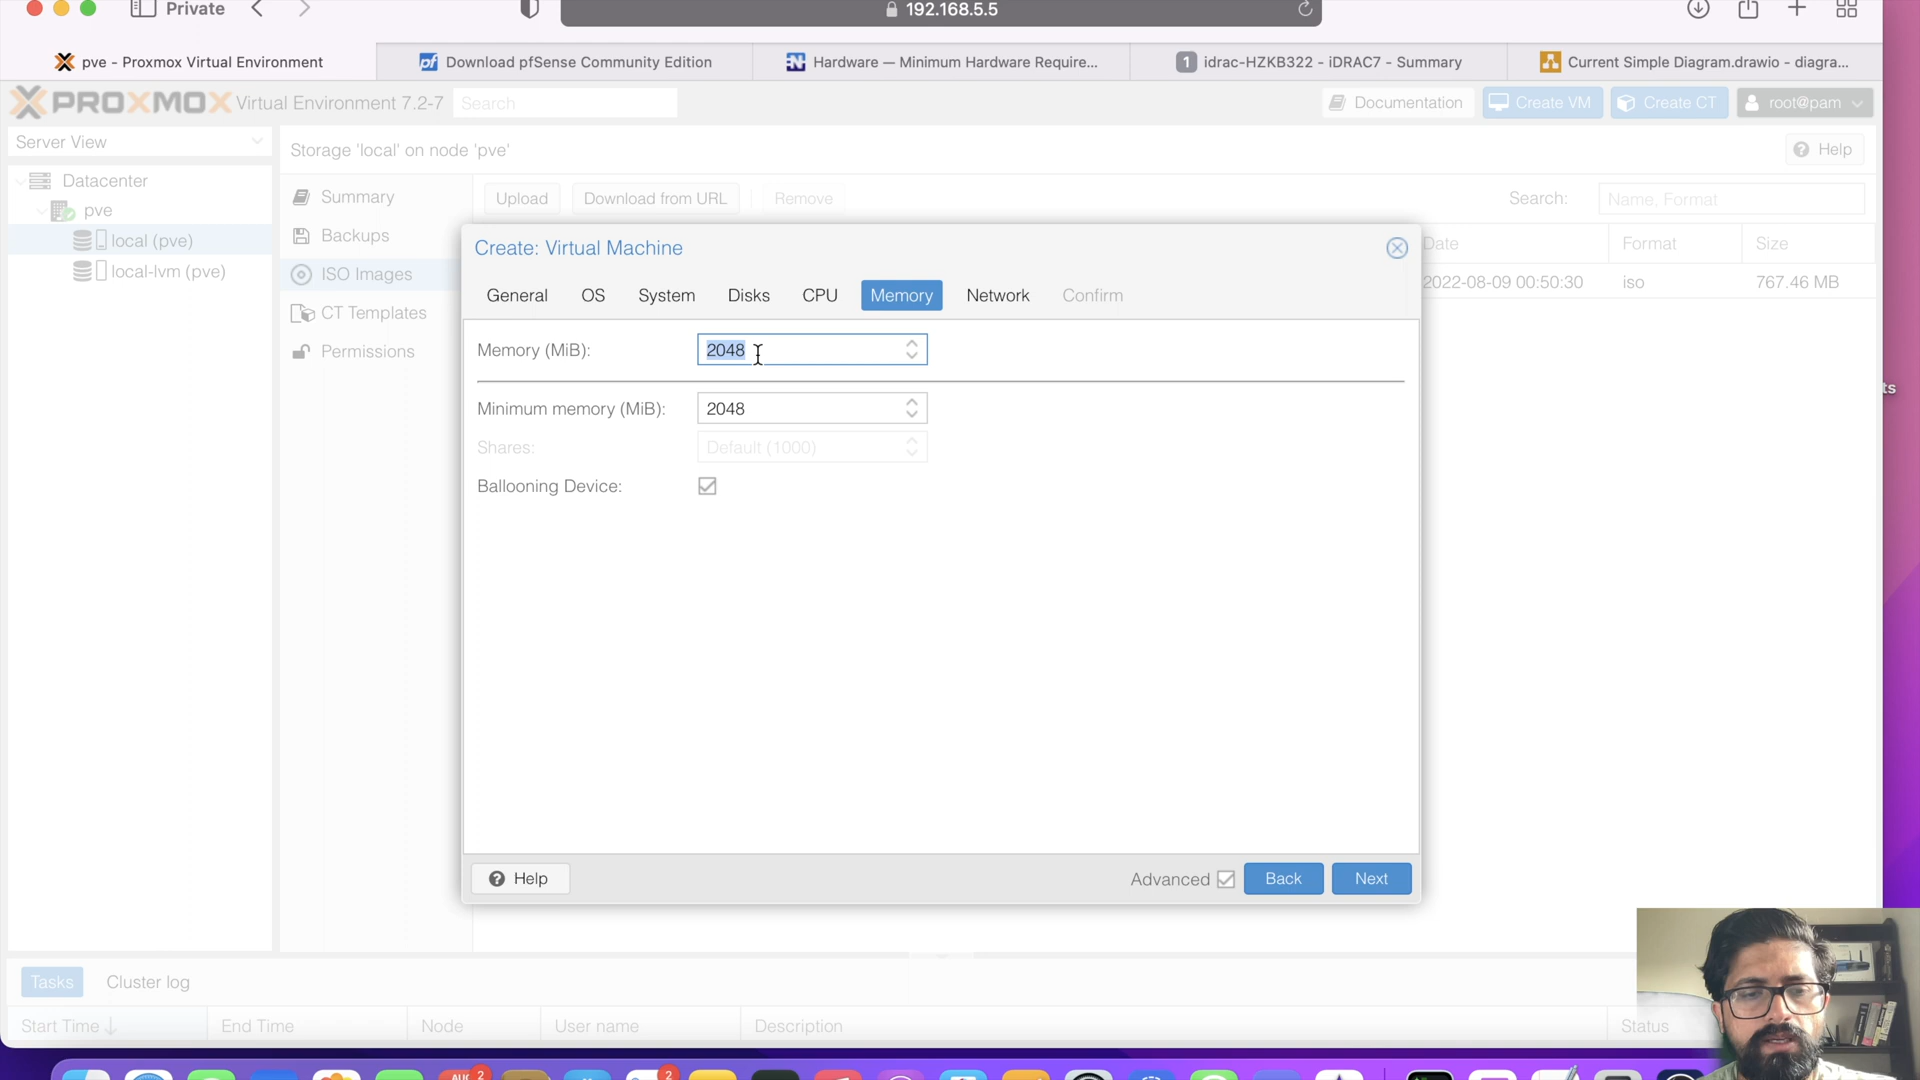 Private
192.168.5.5
pve - Proxmox Virtual Environment
Download pfSense Community Edition
Hardware — Minimum Hardware Require...
1
idrac-HZKB322 - iDRAC7 - Summary
Current Simple Diagram.drawio - diagra...
PROXMOX Virtual Environment 7.2-7
Search
Documentation
Create VM
Create CT
root@pam
Server View
Storage 'local' on node 'pve'
Help
Datacenter
pve
local (pve)
local-lvm (pve)
Summary
Backups
ISO Images
CT Templates
Permissions
Upload
Download from URL
Remove
Search:
Name, Format
Date
Format
Size
2022-08-09 00:50:30
iso
767.46 MB
Create: Virtual Machine
General
OS
System
Disks
CPU
Memory
Network
Confirm
Memory (MiB):
2048
Minimum memory (MiB):
2048
Shares:
Default (1000)
Ballooning Device:
Help
Advanced
Back
Next
ts
Tasks
Cluster log
Start Time
End Time
Node
User name
Description
Status
AUG
2
2